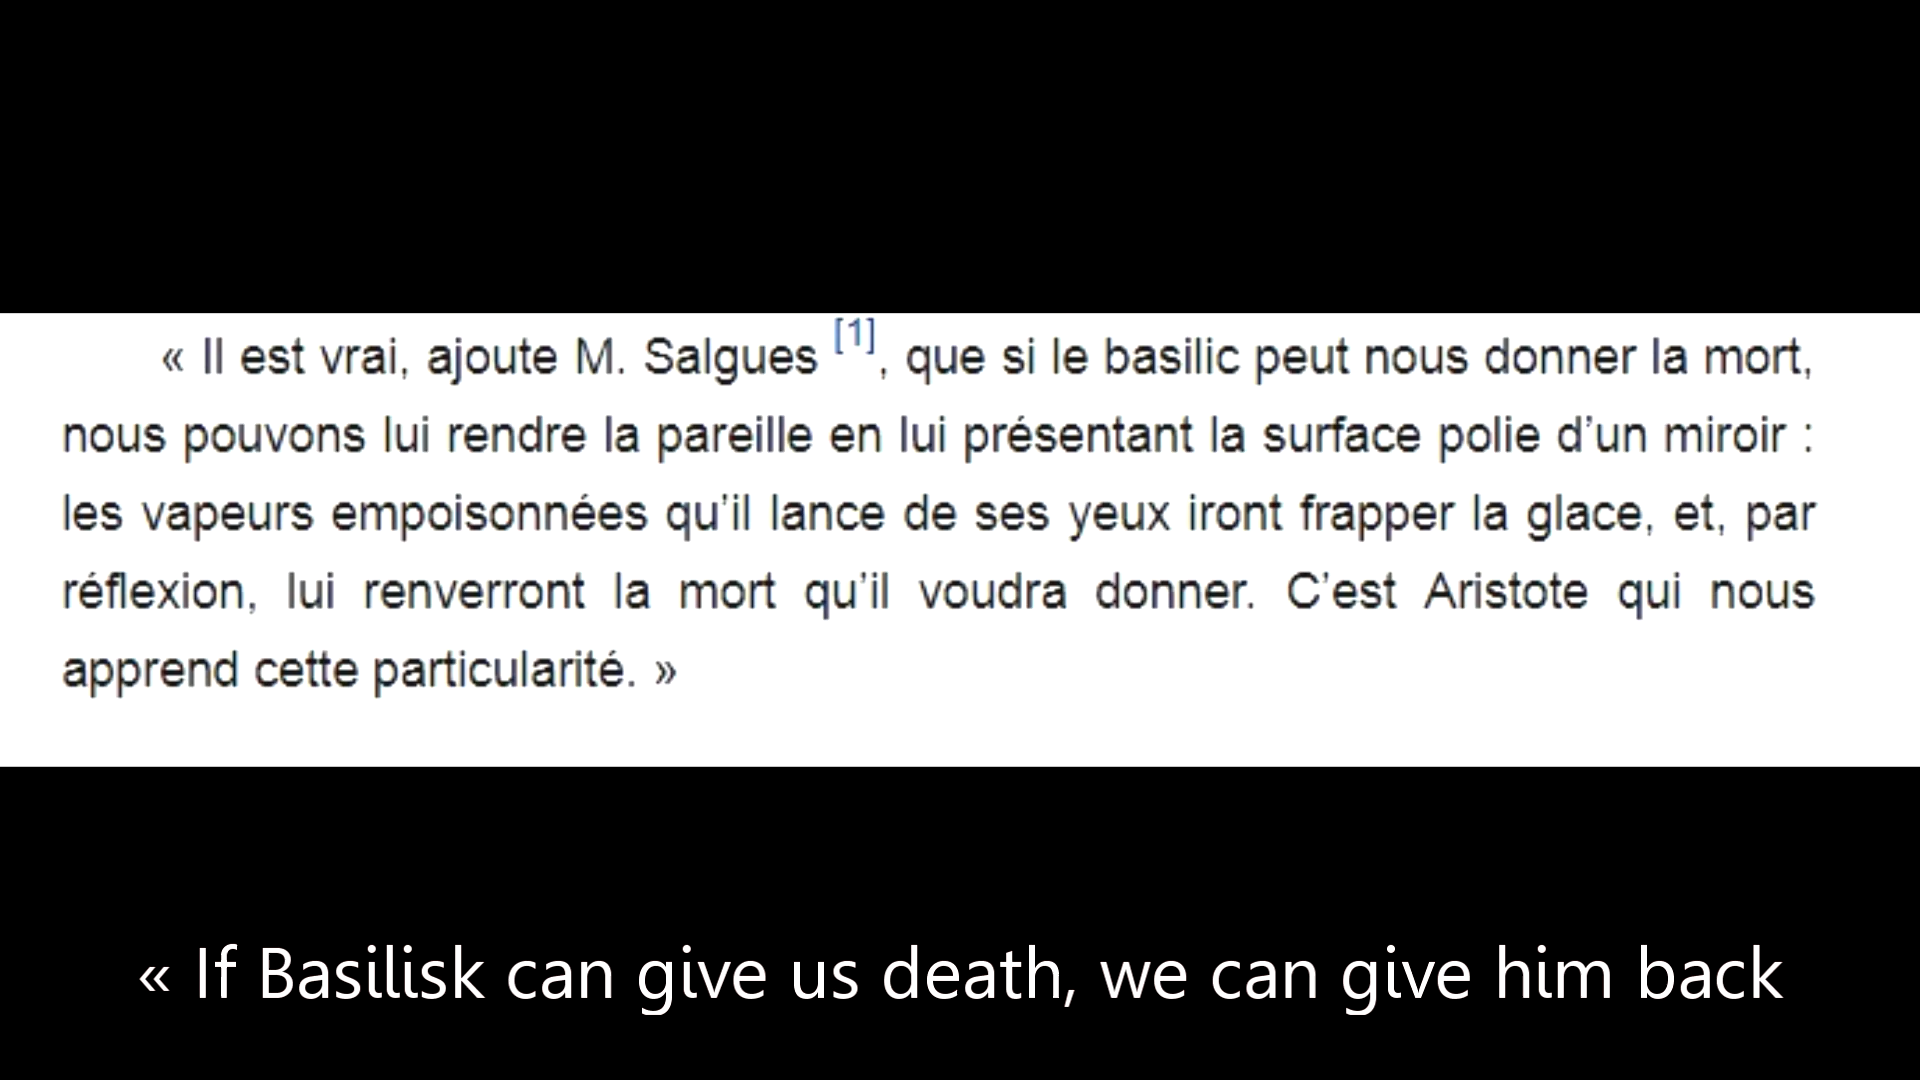 « Il est vrai, ajoute M. Salgues [1], que si le basilic peut nous donner la mort,
nous pouvons lui rendre la pareille en lui présentant la surface polie d’un miroir :
les vapeurs empoisonnées qu’il lance de ses yeux iront frapper la glace, et, par
réflexion, lui renverront la mort qu’il voudra donner. C’est Aristote qui nous
apprend cette particularité. »
« If Basilisk can give us death, we can give him back